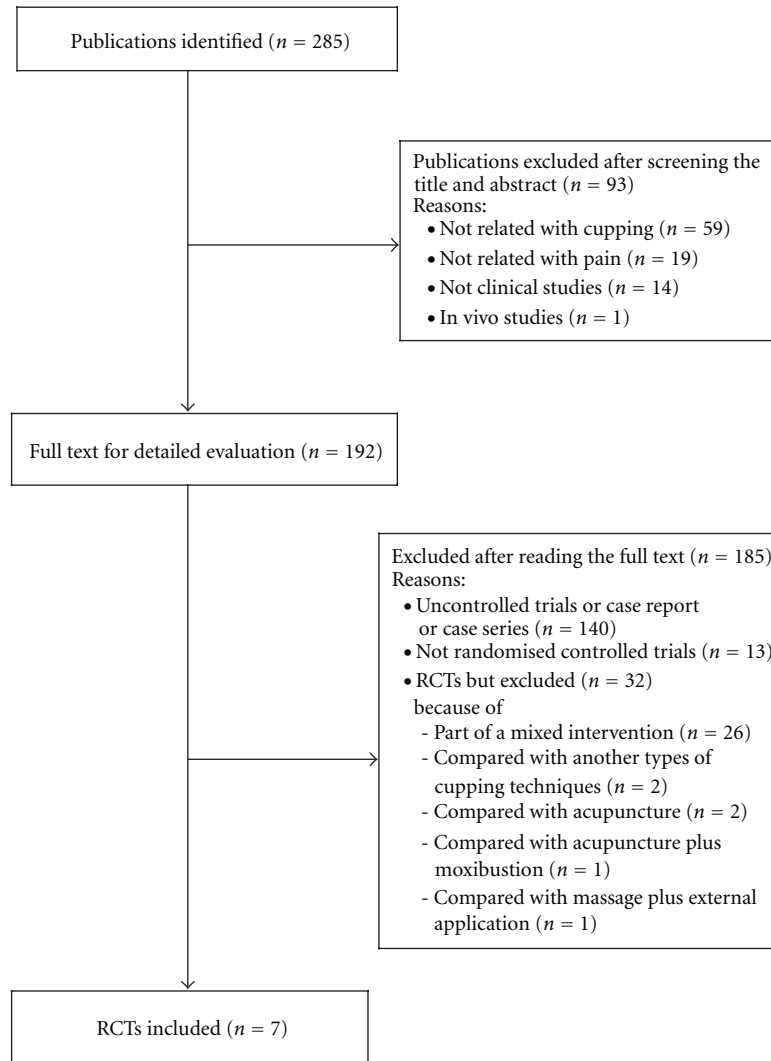 Publications identified (n = 285)
Publications excluded after screening the
title and abstract (n = 93)
Reasons:
• Not related with cupping (n = 59)
• Not related with pain (n = 19)
• Not clinical studies (n = 14)
• In vivo studies (n = 1)
Full text for detailed evaluation (n = 192)
Excluded after reading the full text (n = 185)
Reasons:
• Uncontrolled trials or case report
or case series (n = 140)
• Not randomised controlled trials (n = 13)
• RCTs but excluded (n = 32)
because of
- Part of a mixed intervention (n = 26)
- Compared with another types of
cupping techniques (n = 2)
- Compared with acupuncture (n = 2)
- Compared with acupuncture plus
moxibustion (n = 1)
- Compared with massage plus external
application (n = 1)
RCTs included (n = 7)